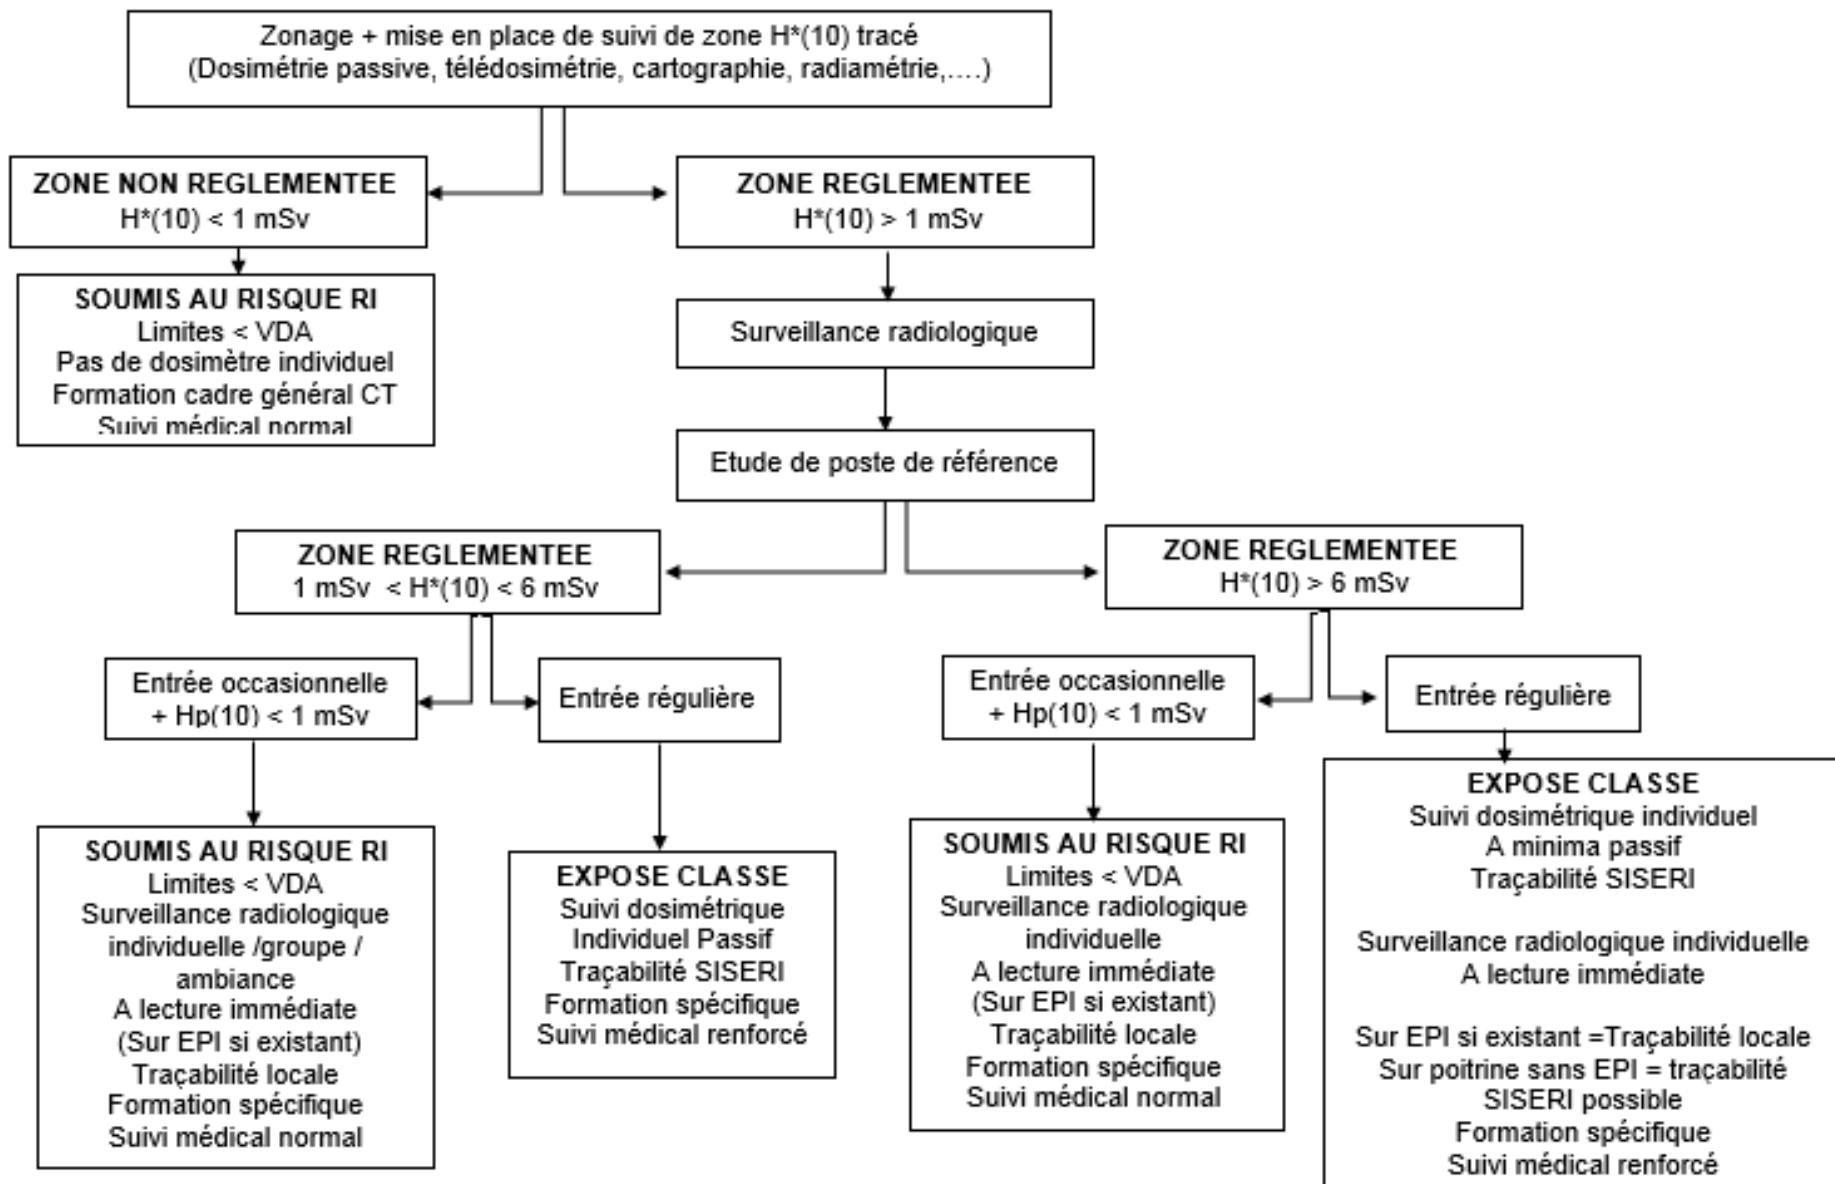 Zonage + mise en place de suivi de zone H*(10) tracé
(Dosimétrie passive, télédosimétrie, cartographie, radiamétrie,….)
ZONE NON REGLEMENTEE
H*(10) < 1 mSv
ZONE REGLEMENTEE
H*(10) > 1 mSv
SOUMIS AU RISQUE RI
Limites < VDA
Pas de dosimètre individuel
Formation cadre général CT
Suivi médical normal
Surveillance radiologique
Etude de poste de référence
ZONE REGLEMENTEE
1 mSv < H*(10) < 6 mSv
ZONE REGLEMENTEE
H*(10) > 6 mSv
Entrée occasionnelle
+ Hp(10) < 1 mSv
Entrée régulière
Entrée occasionnelle
+ Hp(10) < 1 mSv
Entrée régulière
SOUMIS AU RISQUE RI
Limites < VDA
Surveillance radiologique
individuelle /groupe /
ambiance
A lecture immédiate
(Sur EPI si existant)
Traçabilité locale
Formation spécifique
Suivi médical normal
EXPOSE CLASSE
Suivi dosimétrique
Individuel Passif
Traçabilité SISERI
Formation spécifique
Suivi médical renforcé
SOUMIS AU RISQUE RI
Limites < VDA
Surveillance radiologique
individuelle
A lecture immédiate
(Sur EPI si existant)
Traçabilité locale
Formation spécifique
Suivi médical normal
EXPOSE CLASSE
Suivi dosimétrique individuel
A minima passif
Traçabilité SISERI
Surveillance radiologique individuelle
A lecture immédiate
Sur EPI si existant =Traçabilité locale
Sur poitrine sans EPI = traçabilité
SISERI possible
Formation spécifique
Suivi médical renforcé